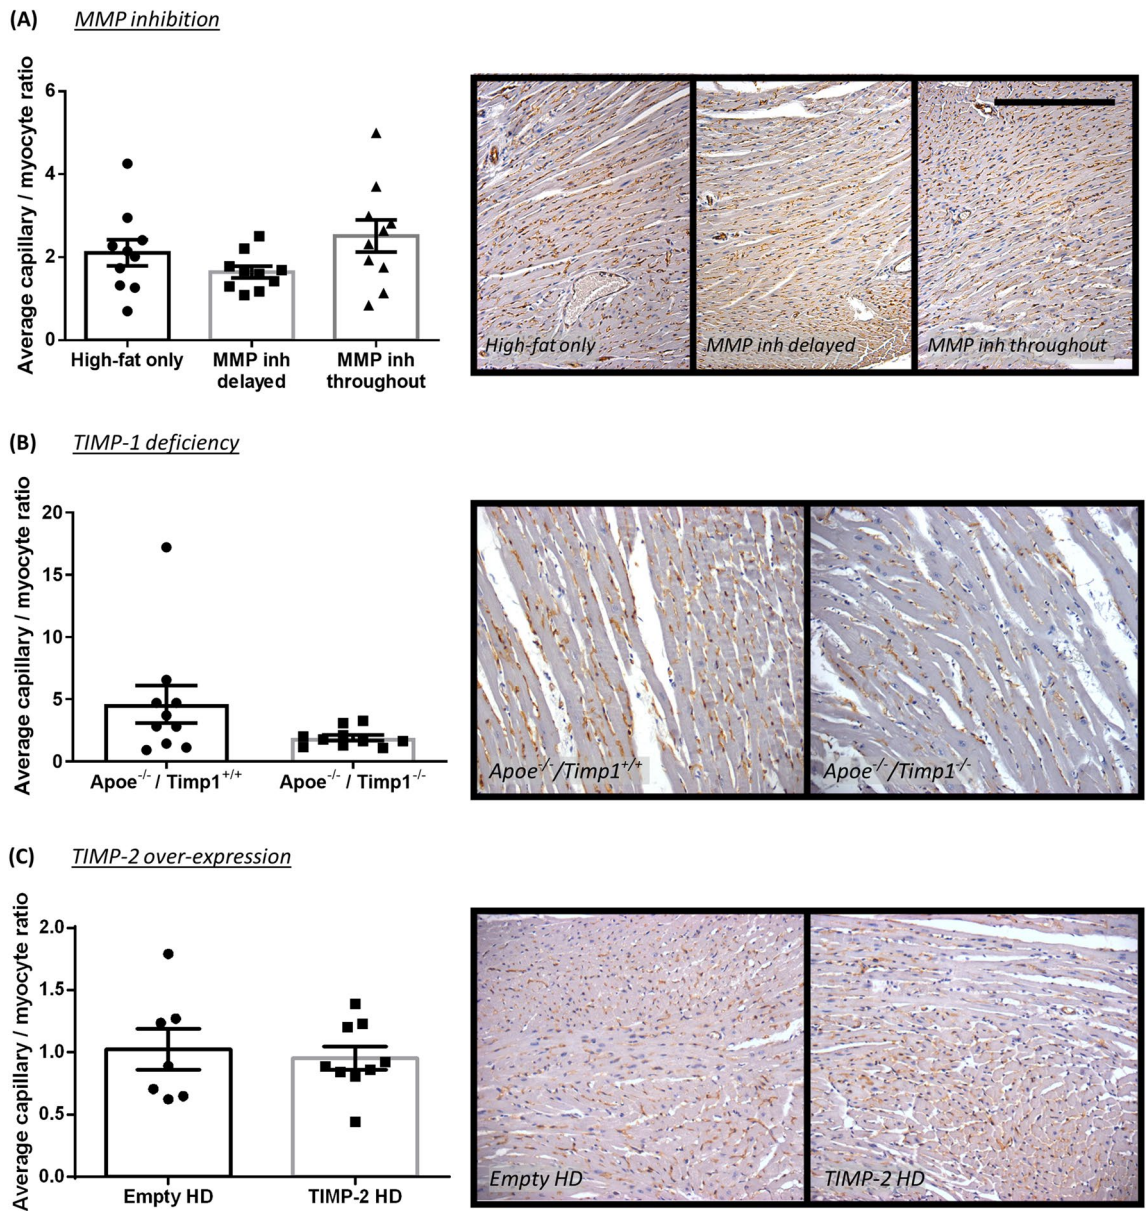 (A) MMP inhibition
Average capillary / myocyte ratio
6
4
2
0
High-fat only
MMP inh
delayed
MMP inh
throughout
High-fat only
MMP inh delayed
MMP inh throughout
(B) TIMP-1 deficiency
Average capillary / myocyte ratio
20
15
10
5
0
Apoe-/- / Timp1+/+
Apoe-/- / Timp1-/-
Apoe-/-/Timp1+/+
Apoe-/-/Timp1-/-
(C) TIMP-2 over-expression
Average capillary / myocyte ratio
2.0
1.5
1.0
0.5
0.0
Empty HD
TIMP-2 HD
Empty HD
TIMP-2 HD